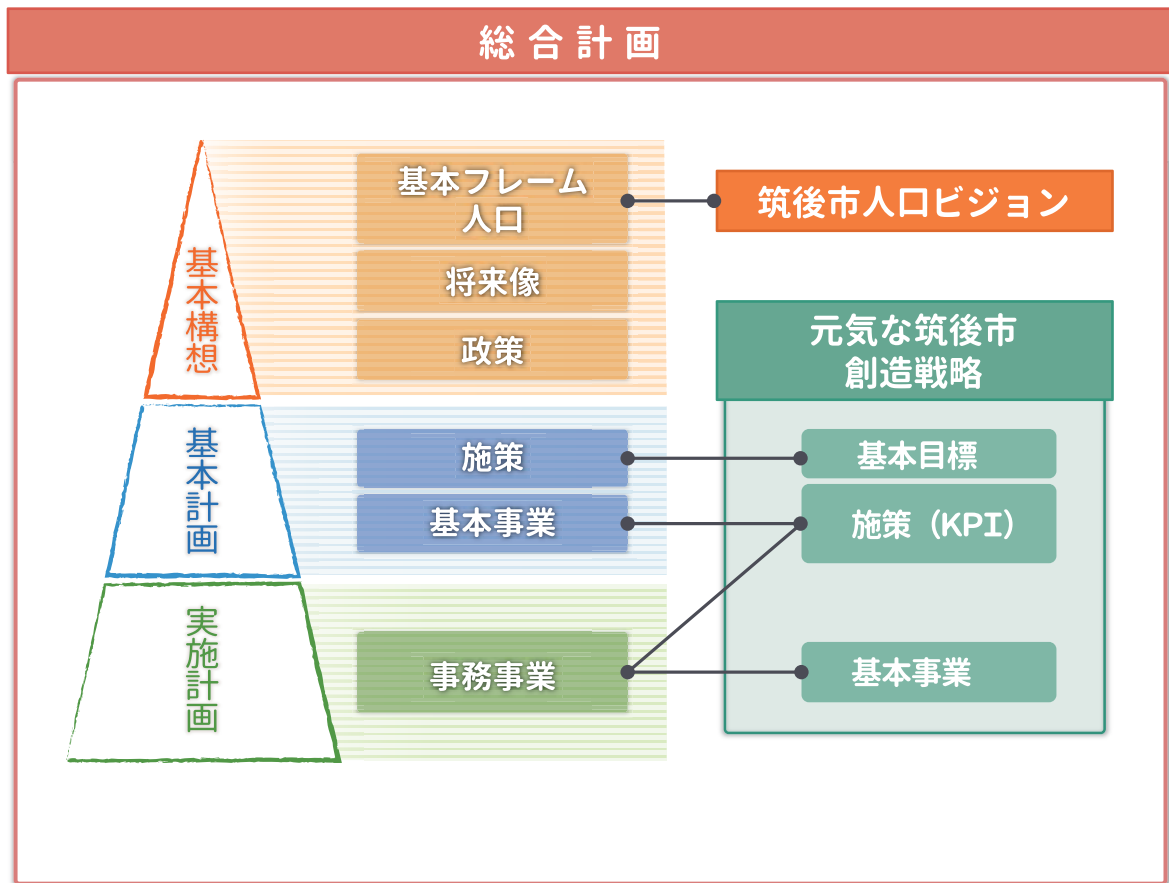 総合計画
基本構想
基本フレーム
人口
将来像
政策
筑後市人口ビジョン
基本計画
施策
基本事業
実施計画
事務事業
元気な筑後市
創造戦略
基本目標
施策（KPI）
基本事業